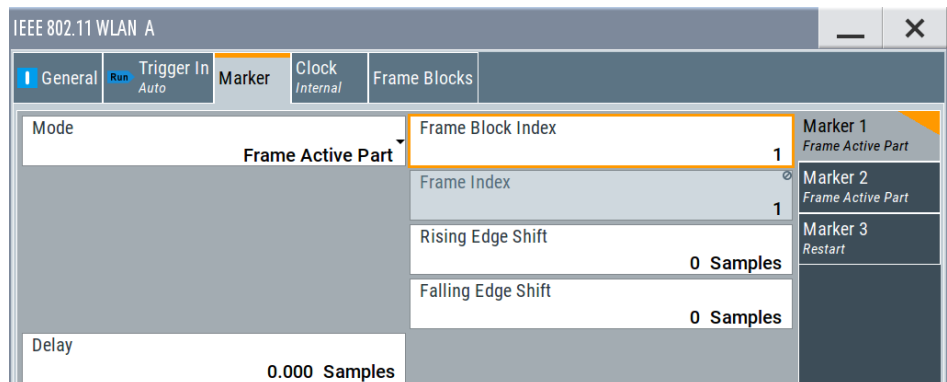 IEEE 802.11 WLAN A
General
Run
Trigger In
Auto
Marker
Clock
Internal
Frame Blocks
Mode
Frame Active Part
Frame Block Index
1
Frame Index
1
Rising Edge Shift
0 Samples
Falling Edge Shift
0 Samples
Delay
0.000 Samples
Marker 1
Frame Active Part
Marker 2
Frame Active Part
Marker 3
Restart